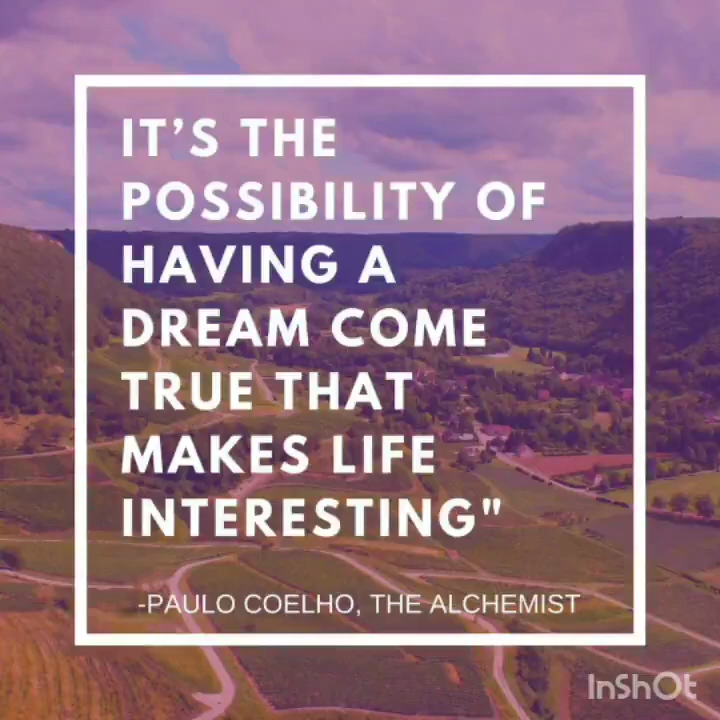 IT’S THE
POSSIBILITY OF
HAVING A
DREAM COME
TRUE THAT
MAKES LIFE
INTERESTING"
-PAULO COELHO, THE ALCHEMIST
InShOt